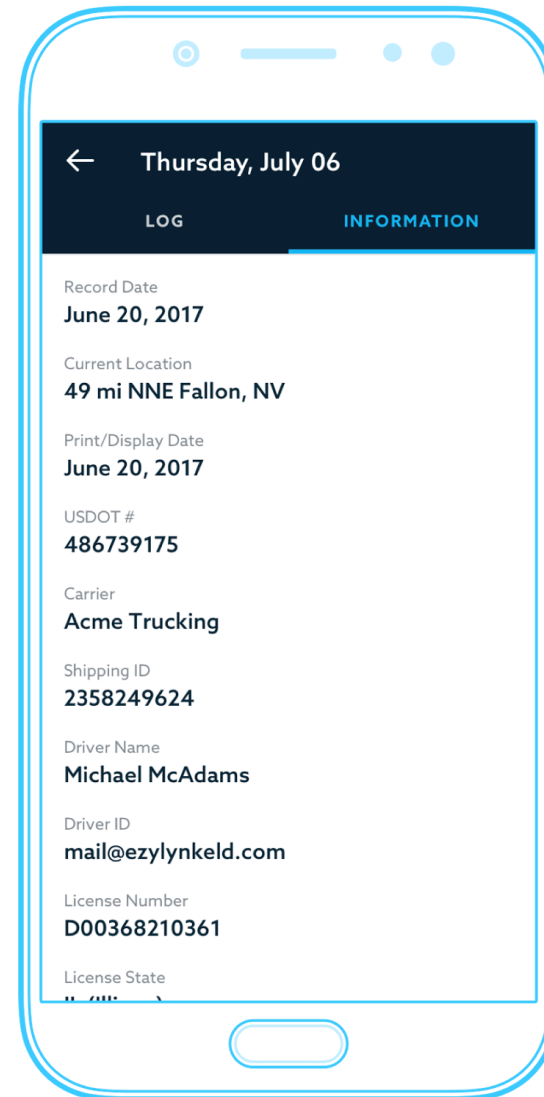 Thursday, July 06
LOG INFORMATION
Record Date
June 20, 2017
Current Location
49 mi NNE Fallon, NV
Print/Display Date
June 20, 2017
USDOT #
486739175
Carrier
Acme Trucking
Shipping ID
2358249624
Driver Name
Michael McAdams
Driver ID
mail@ezylynkeld.com
License Number
D00368210361
License State